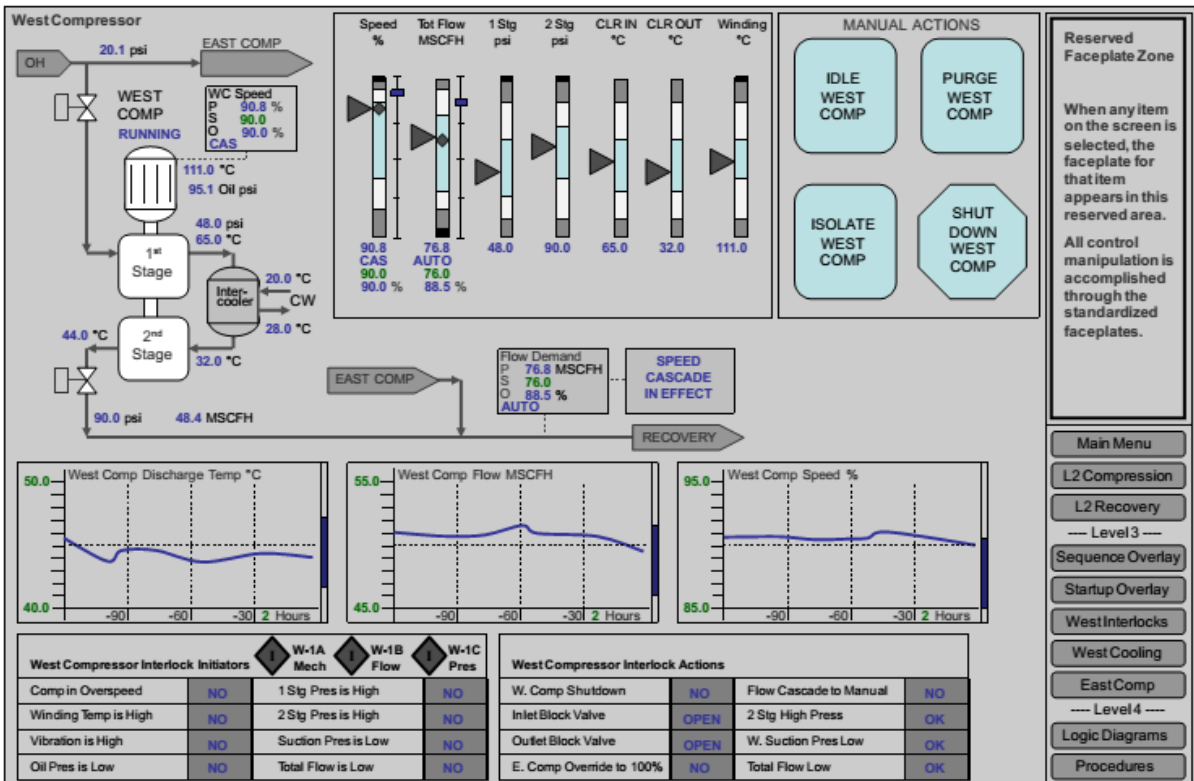 West Compressor
OH
20.1 psi
EAST COMP
WEST
COMP
RUNNING
WC Speed
P 90.8 %
S 90.0
O 90.0 %
CAS
111.0 °C
95.1 Oil psi
48.0 psi
65.0 °C
1st
Stage
Inter-
cooler
20.0 °C
CW
28.0 °C
2nd
Stage
44.0 °C
32.0 °C
90.0 psi
48.4 MSCFH
EAST COMP
Flow Demand
P 76.8 MSCFH
S 76.0
O 88.5 %
AUTO
SPEED
CASCADE
IN EFFECT
RECOVERY
Speed Tot Flow 1 Stg 2 Stg CLR IN CLR OUT Winding
% MSCFH psi psi °C °C °C
90.8 76.8 48.0 90.0 65.0 32.0 111.0
CAS AUTO
90.0 76.0
90.0 % 88.5 %
MANUAL ACTIONS
IDLE
WEST
COMP
PURGE
WEST
COMP
ISOLATE
WEST
COMP
SHUT
DOWN
WEST
COMP
Reserved
Faceplate Zone
When any item
on the screen is
selected, the
faceplate for
that item
appears in this
reserved area.
All control
manipulation is
accomplished
through the
standardized
faceplates.
Main Menu
L2 Compression
L2 Recovery
---- Level 3 ----
Sequence Overlay
Startup Overlay
West Interlocks
West Cooling
East Comp
---- Level 4 ----
Logic Diagrams
Procedures
West Comp Discharge Temp °C
50.0
40.0
-90 -60 -30 2 Hours
West Comp Flow MSCFH
55.0
45.0
-90 -60 -30 2 Hours
West Comp Speed %
95.0
85.0
-90 -60 -30 2 Hours
West Compressor Interlock Initiators
I W-1A
Mech
I W-1B
Flow
I W-1C
Pres
Comp in Overspeed NO 1 Stg Pres is High NO
Winding Temp is High NO 2 Stg Pres is High NO
Vibration is High NO Suction Pres is Low NO
Oil Pres is Low NO Total Flow is Low NO
West Compressor Interlock Actions
W. Comp Shutdown NO Flow Cascade to Manual NO
Inlet Block Valve OPEN 2 Stg High Press OK
Outlet Block Valve OPEN W. Suction Pres Low OK
E. Comp Override to 100% NO Total Flow Low OK